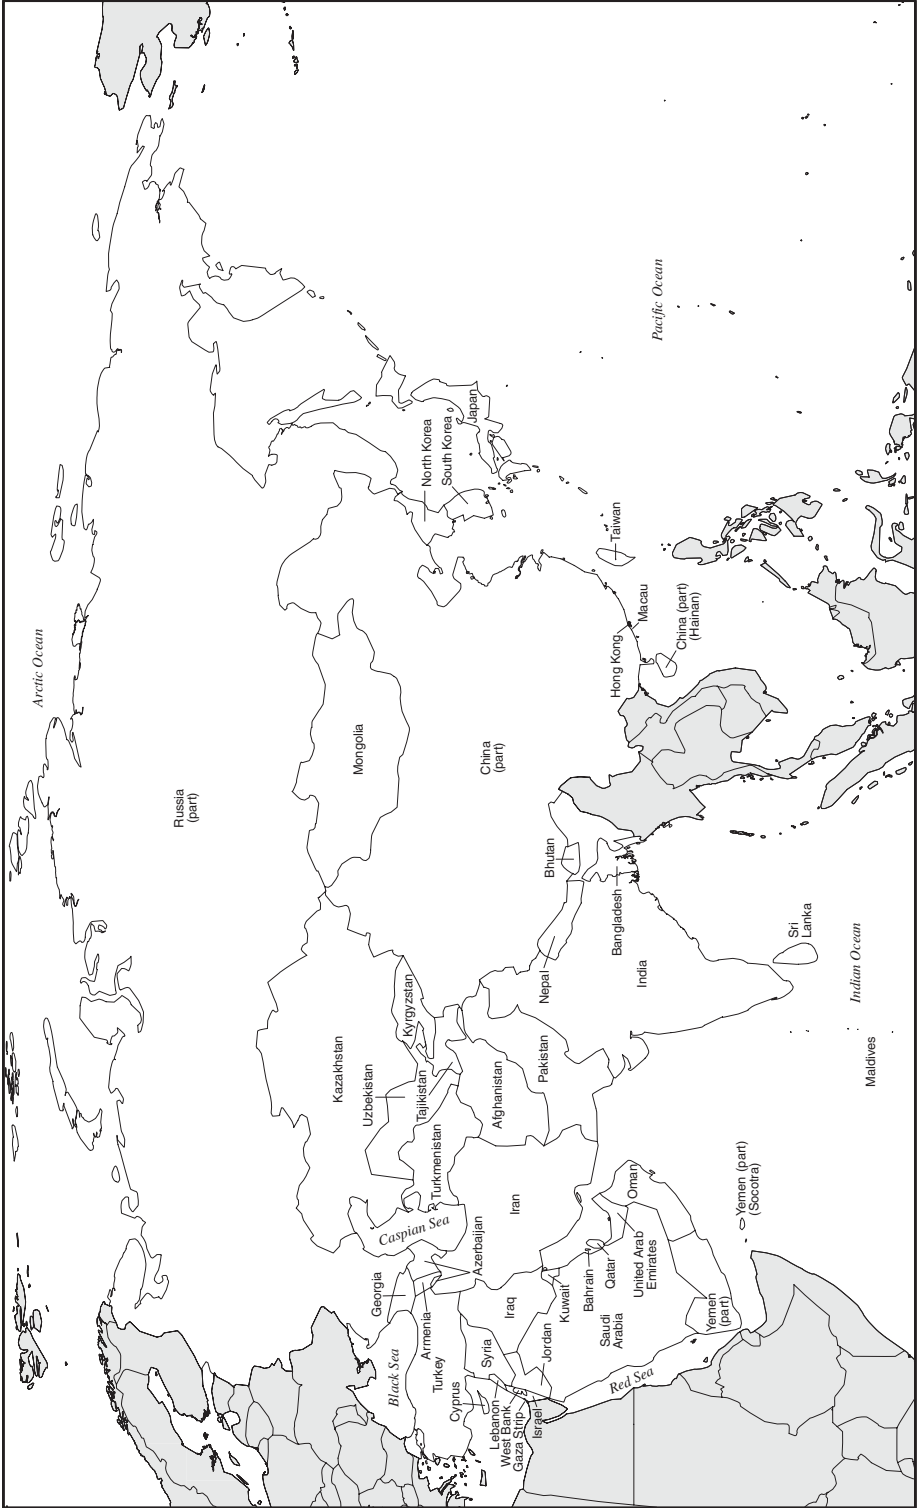 Arctic Ocean
Russia
(part)
Kazakhstan
Mongolia
Uzbekistan
Kyrgyzstan
Tajikistan
Turkmenistan
Caspian Sea
Georgia
Black Sea
Armenia
Azerbaijan
Turkey
Cyprus
Syria
Lebanon
West Bank
Gaza Strip
Israel
Jordan
Iraq
Iran
Kuwait
Bahrain
Qatar
Saudi
Arabia
United Arab
Emirates
Oman
Yemen
(part)
Yemen (part)
(Socotra)
Red Sea
Afghanistan
Pakistan
India
Nepal
Bhutan
Bangladesh
Sri
Lanka
Maldives
Indian Ocean
China
(part)
North Korea
South Korea
Japan
Taiwan
Hong Kong
Macau
China (part)
(Hainan)
Pacific Ocean